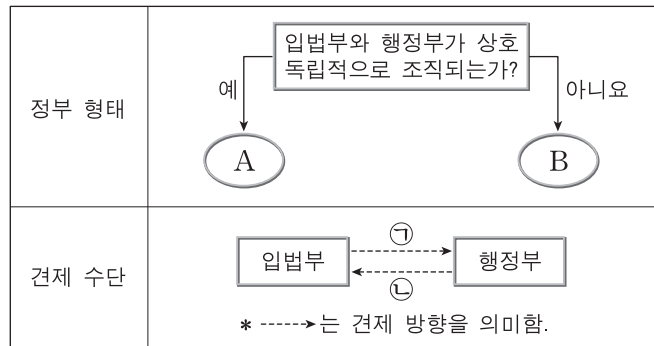 정부 형태
입법부와 행정부가 상호
독립적으로 조직되는가?
예
아니요
A
B
견제 수단
입법부
㉠
행정부
㉡
* ------▸는 견제 방향을 의미함.